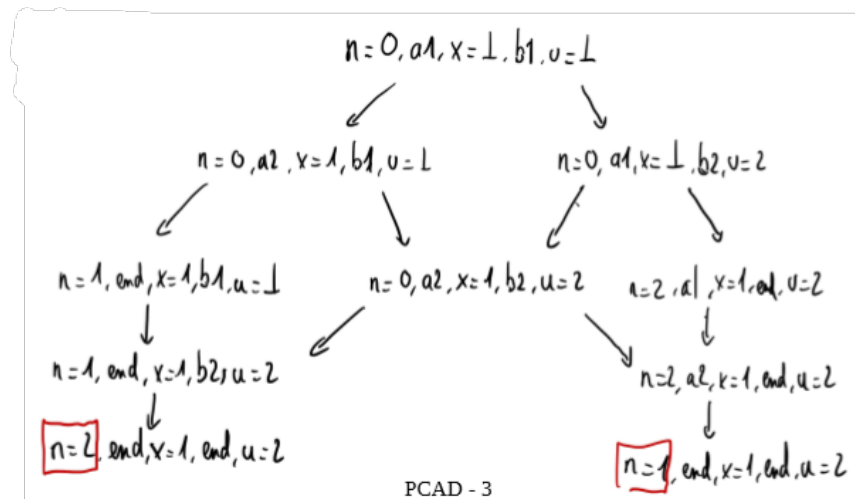 n=0, a1, x=⊥, b1, u=⊥
n=0, a2, x=1, b1, u=⊥
n=0, a1, x=⊥, b2, u=2
n=1, end, x=1, b1, u=⊥
n=0, a2, x=1, b2, u=2
n=2, a1, x=1, end, u=2
n=1, end, x=1, b2, u=2
n=2, a2, x=1, end, u=2
n=2, end, x=1, end, u=2
n=1, end, x=1, end, u=2
PCAD - 3